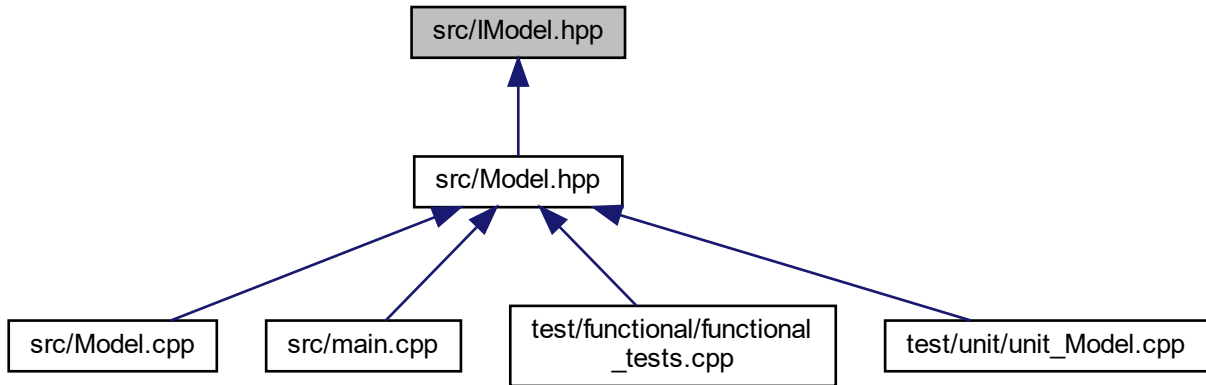 src/IModel.hpp
src/Model.hpp
src/Model.cpp
src/main.cpp
test/functional/functional
_tests.cpp
test/unit/unit_Model.cpp